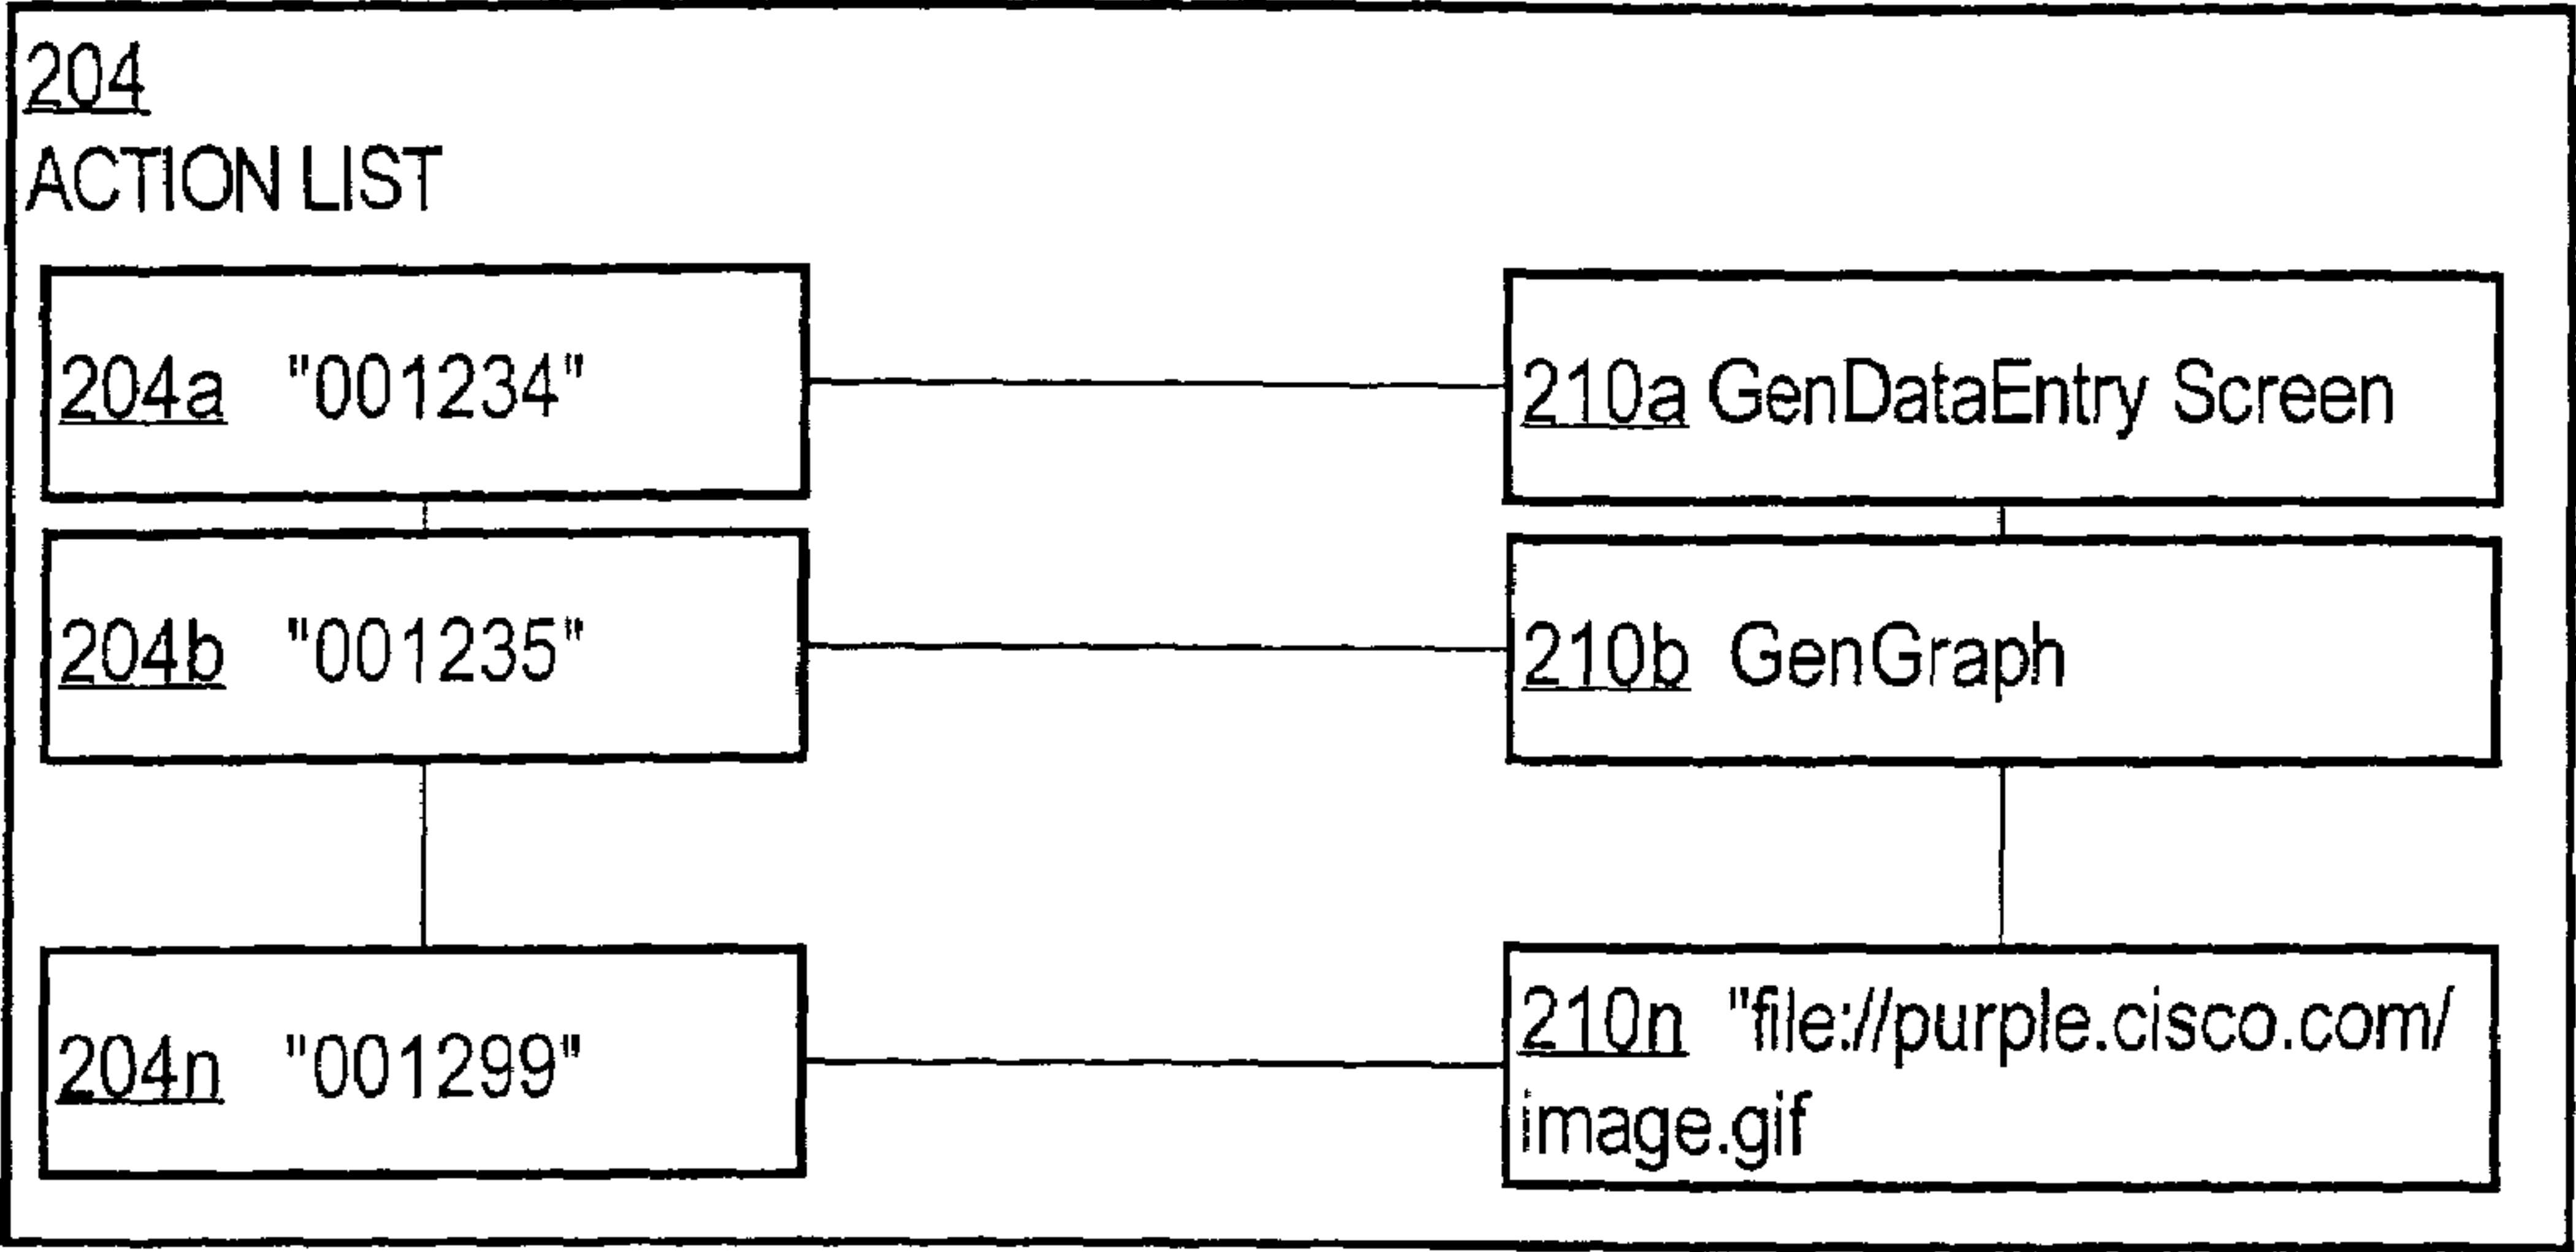 204
ACTION LIST
204a "001234"
210a GenDataEntry Screen
204b "001235"
210b GenGraph
204n "001299"
210n "file://purple.cisco.com/
image.gif